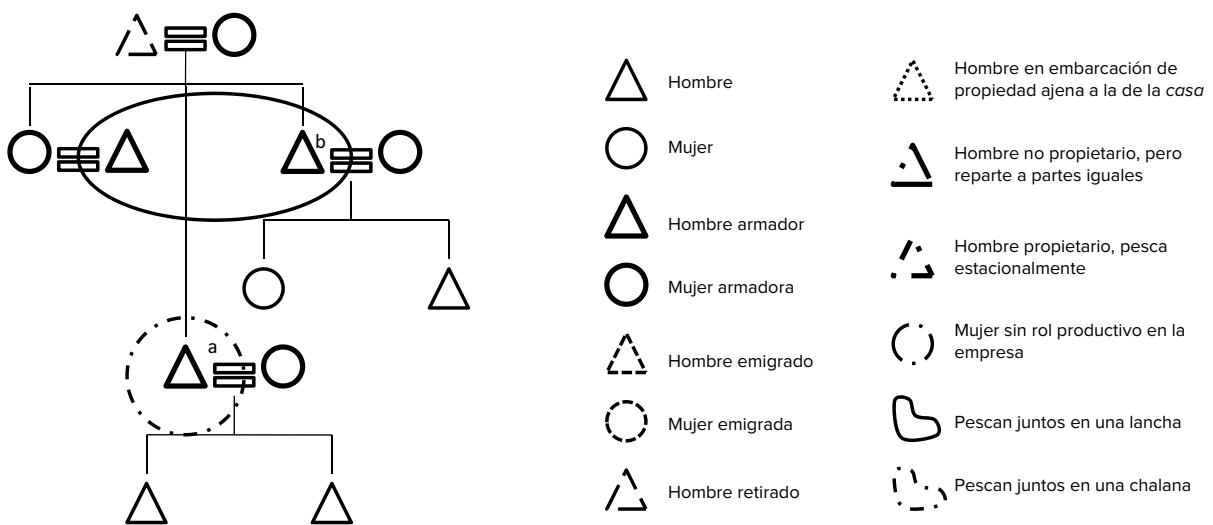 b
a
Hombre
Mujer
Hombre armador
Mujer armadora
Hombre emigrado
Mujer emigrada
Hombre retirado
Hombre en embarcación de
propiedad ajena a la de la casa
Hombre no propietario, pero
reparte a partes iguales
Hombre propietario, pesca
estacionalmente
Mujer sin rol productivo en la
empresa
Pescan juntos en una lancha
Pescan juntos en una chalana